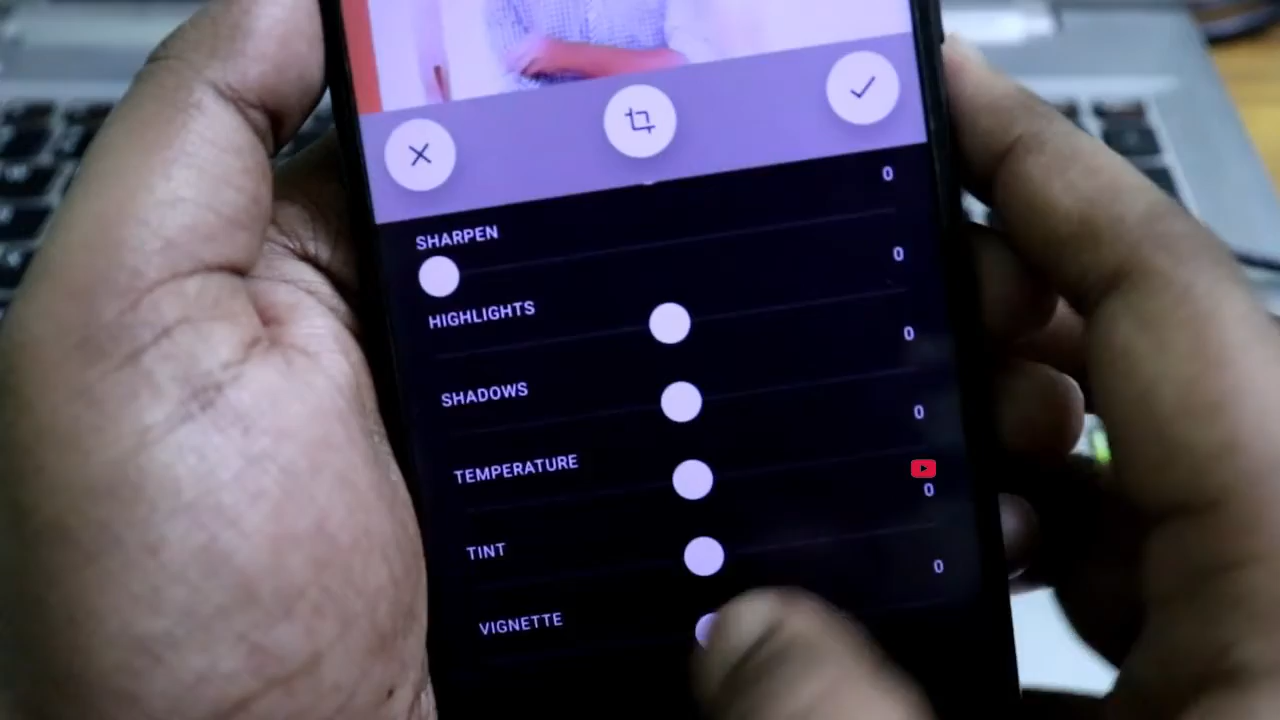 0
SHARPEN
0
HIGHLIGHTS
0
SHADOWS
0
TEMPERATURE
0
TINT
0
VIGNETTE